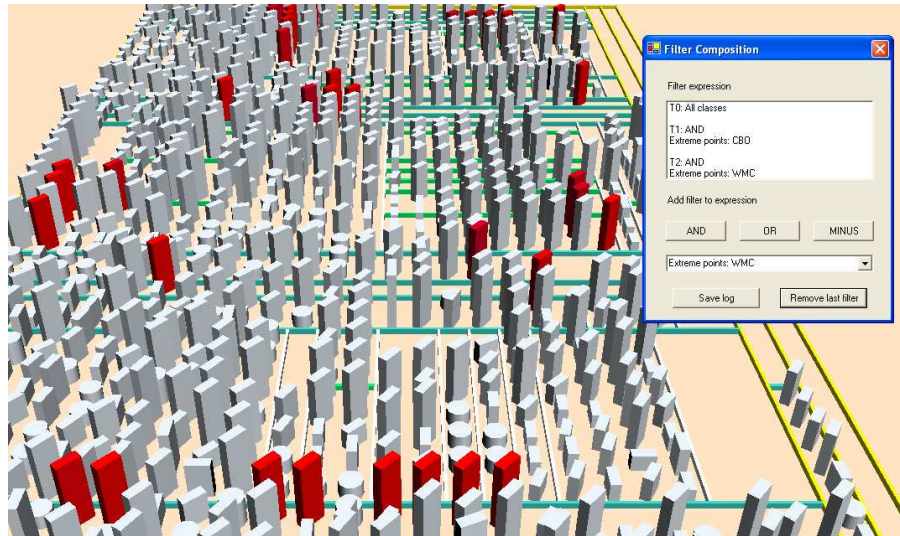 Filter Composition
Filter expression
T0: All classes
T1: AND
Extreme points: CBO
T2: AND
Extreme points: WMC
Add filter to expression
AND OR MINUS
Extreme points: WMC
Save log Remove last filter